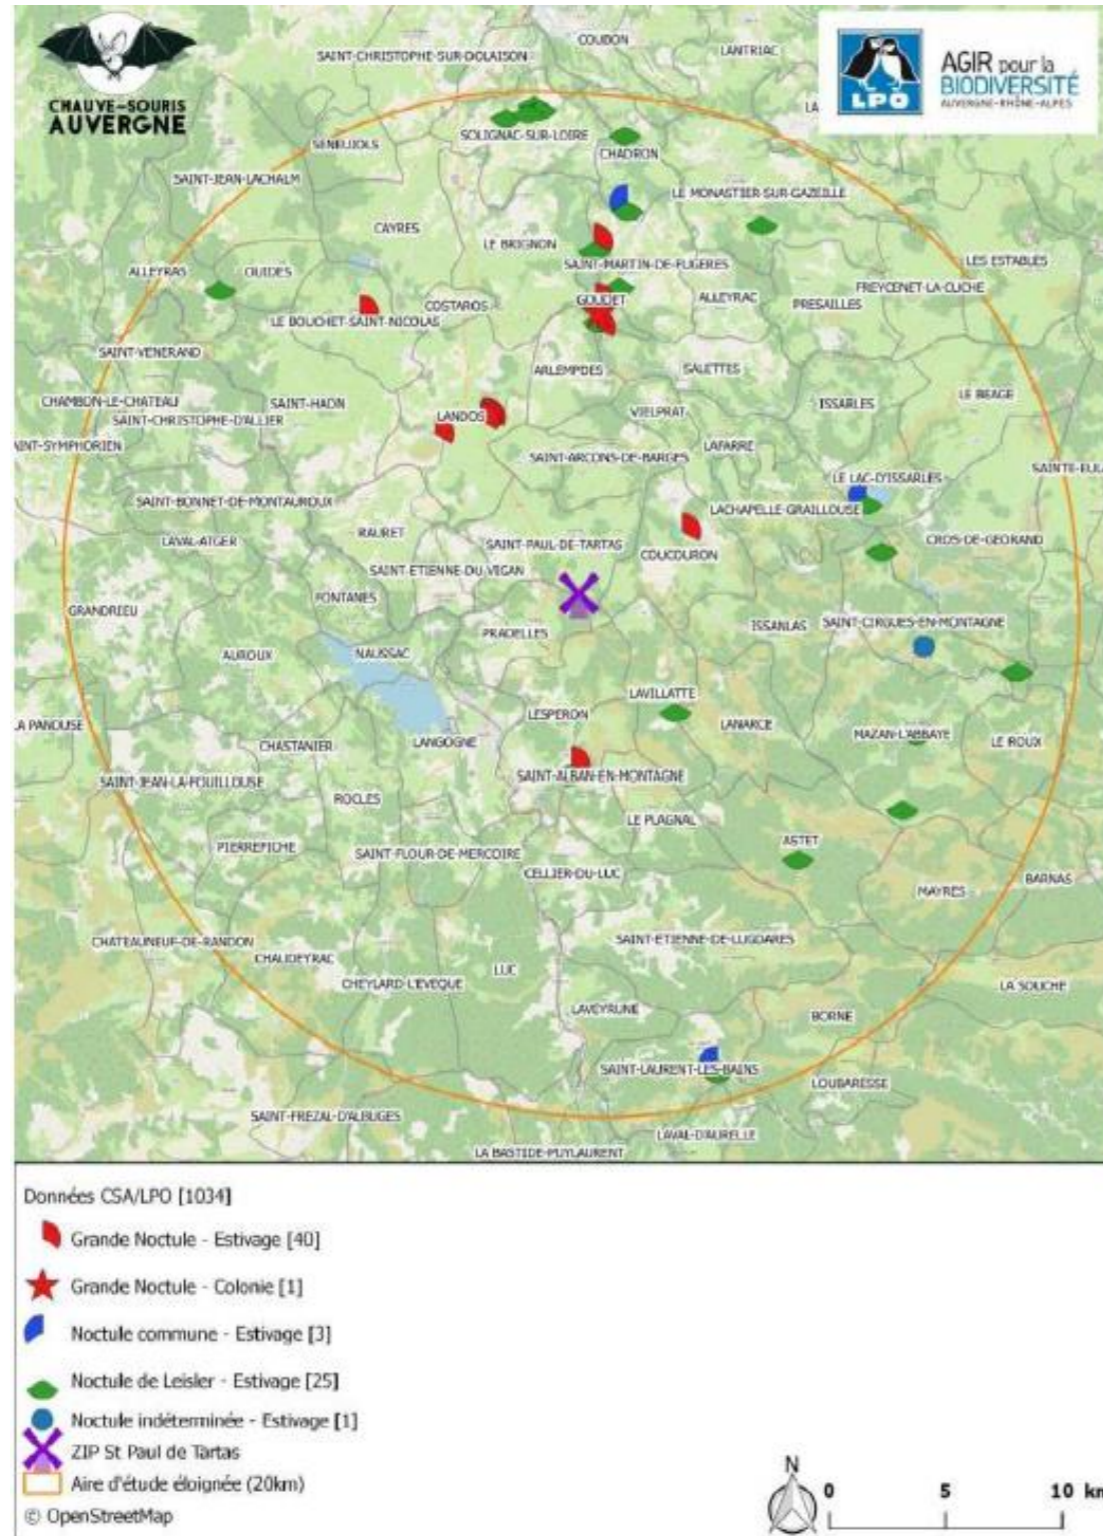 CHAUVE-SOURIS
AUVERGNE
LPO
AGIR pour la
BIODIVERSITÉ
AUVERGNE-RHÔNE-ALPES
COUBON
LANTRIAC
SAINT-CHRISTOPHE-SUR-DOLAISON
LA
SOLIGNAC-SUR-LOIRE
SENEUJOLS
CHADRON
SAINT-JEAN-LACHALM
LE MONASTIER-SUR-GAZEILLE
CAYRES
LE BRIGNON
SAINT-MARTIN-DE-FUGERES
LES ESTABLES
ALLEYRAS
OUIDES
FREYCENET-LA-CUCHE
COSTAROS
GOUDET
ALLEYRAC
PRESAILLES
LE BOUCHET-SAINT-NICOLAS
SAINT-VENERAND
ARLEMPDES
SALETTES
CHAMBON-LE-CHATEAU
SAINT-HAON
ISSARLES
LE BEAGE
SAINT-CHRISTOPHE-D'ALLIER
LANDOS
VIELPRAT
AINT-SYMPHORIEN
LAFARRE
SAINT-ARCONS-DE-BARGES
SAINTE-EULA
LE LAC-D'ISSARLES
SAINT-BONNET-DE-MONTAUROUX
LACHAPELLE-GRAILLOUSE
RAURET
LAVAL-ATGER
SAINT-PAUL-DE-TARTAS
CROS-DE-GEORAND
COUCOURON
SAINT-ETIENNE-DU-VIGAN
FONTANES
GRANDRIEU
ISSANLAS
SAINT-CIRGUES-EN-MONTAGNE
PRADELLES
AUROUX
NAUSSAC
LAVILLATTE
LESPERON
LANARCE
LA PANOUSE
MAZAN-L'ABBAYE
LE ROUX
CHASTANIER
LANGOGNE
SAINT-JEAN-LA-FOUILLOUSE
SAINT-ALBAN-EN-MONTAGNE
ROCLES
LE PLAGNAL
PIERREFICHE
SAINT-FLOUR-DE-MERCOIRE
ASTET
CELLIER-DU-LUC
BARNAS
MAYRES
CHATEAUNEUF-DE-RANDON
SAINT-ETIENNE-DE-LUGDARES
CHAUDEYRAC
LUC
CHEYLARD-L'EVEQUE
LA SOUCHE
LAVEYRUNE
BORNE
SAINT-LAURENT-LES-BAINS
LOUBARESSE
SAINT-FREZAL-D'ALBUGES
LAVAL-D'AURELLE
LA BASTIDE-PUYLAURENT
Données CSA/LPO [1034]
Grande Noctule - Estivage [40]
Grande Noctule - Colonie [1]
Noctule commune - Estivage [3]
Noctule de Leisler - Estivage [25]
Noctule indéterminée - Estivage [1]
ZIP St Paul de Tartas
Aire d'étude éloignée (20km)
© OpenStreetMap
N
0 5 10 km